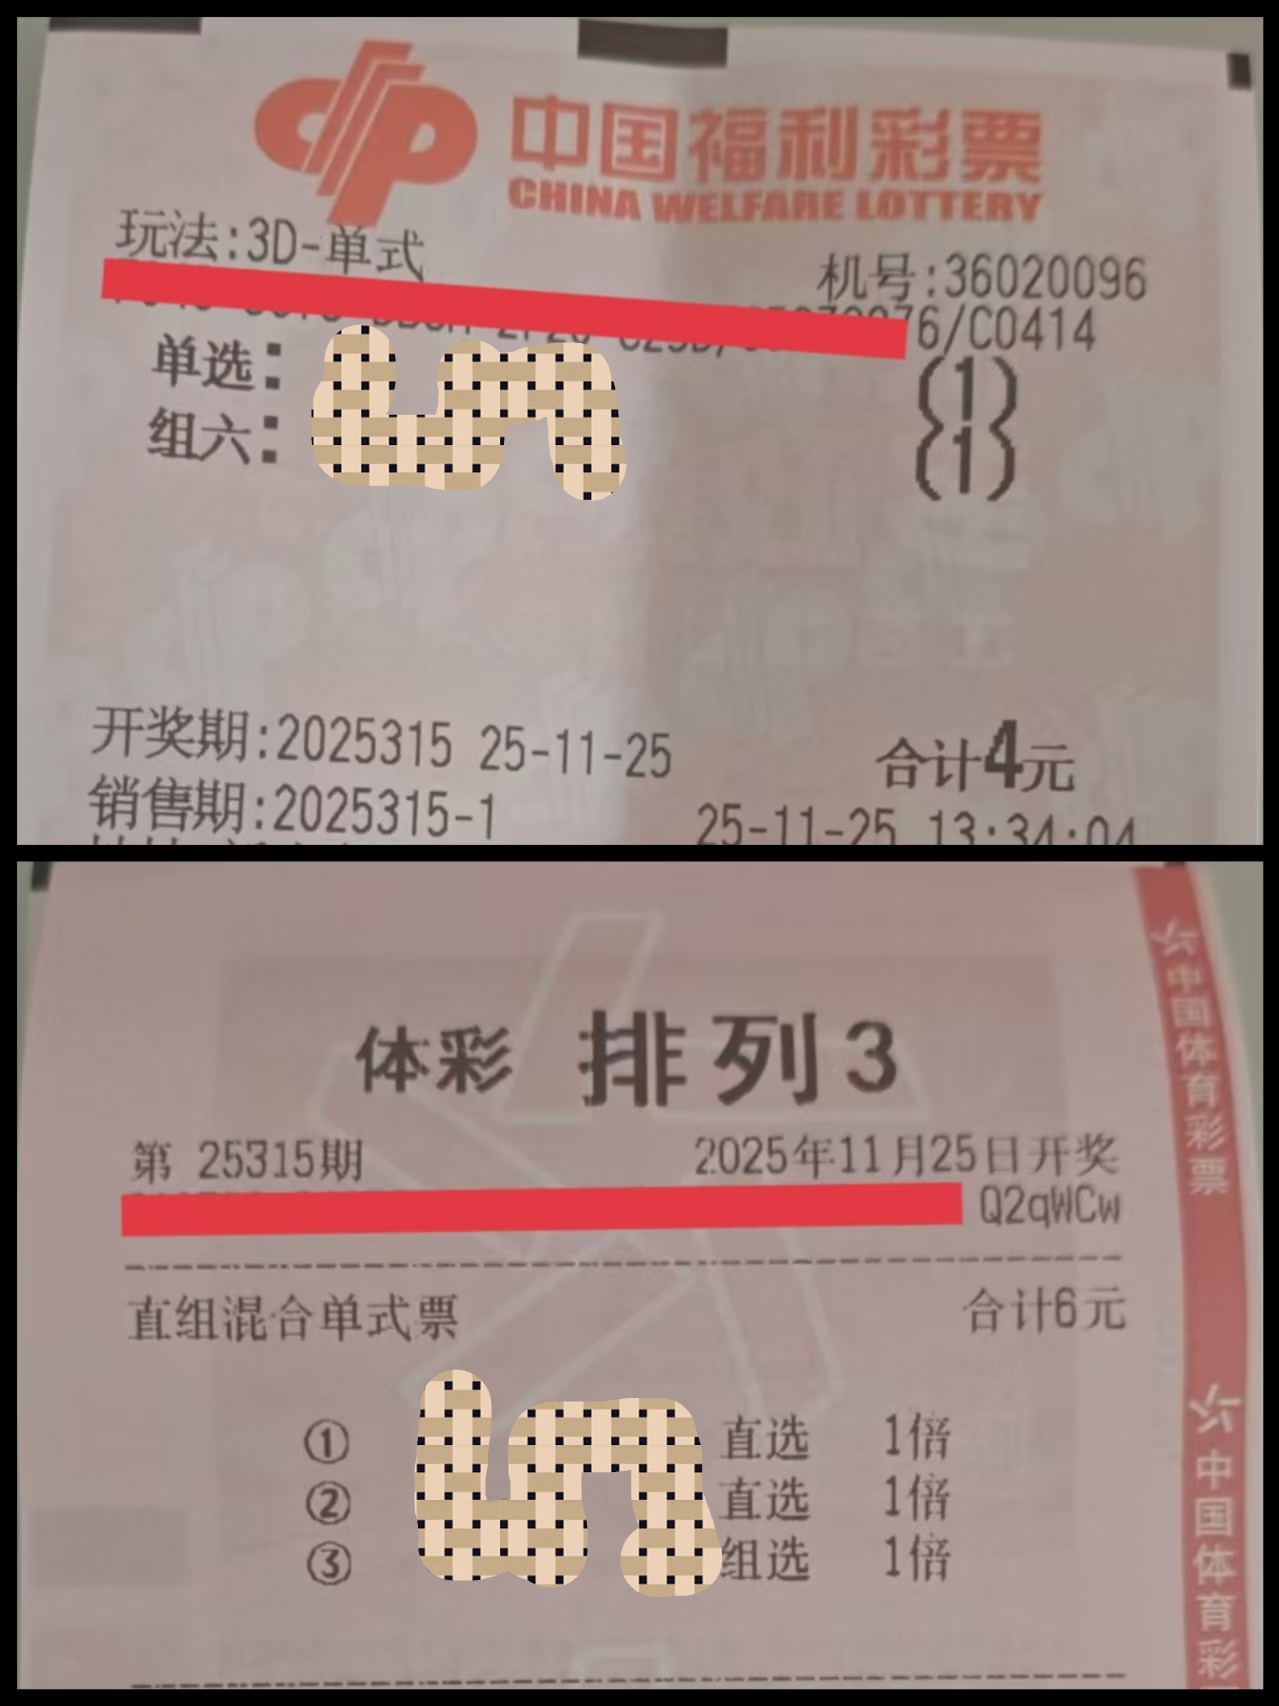 中国福利彩票
CHINA WELFARE LOTTERY
玩法:3D-单式
机号:36020096
76/C0414
单选: (1)
组六: (1)
开奖期:2025315 25-11-25
合计4元
销售期:2025315-1
25-11-25 13:34:04
体彩 排列3
第 25315期 2025年11月25日开奖
Q2qWCw
直组混合单式票 合计6元
① 直选 1倍
② 直选 1倍
③ 组选 1倍
中国体育彩票
中国体育彩